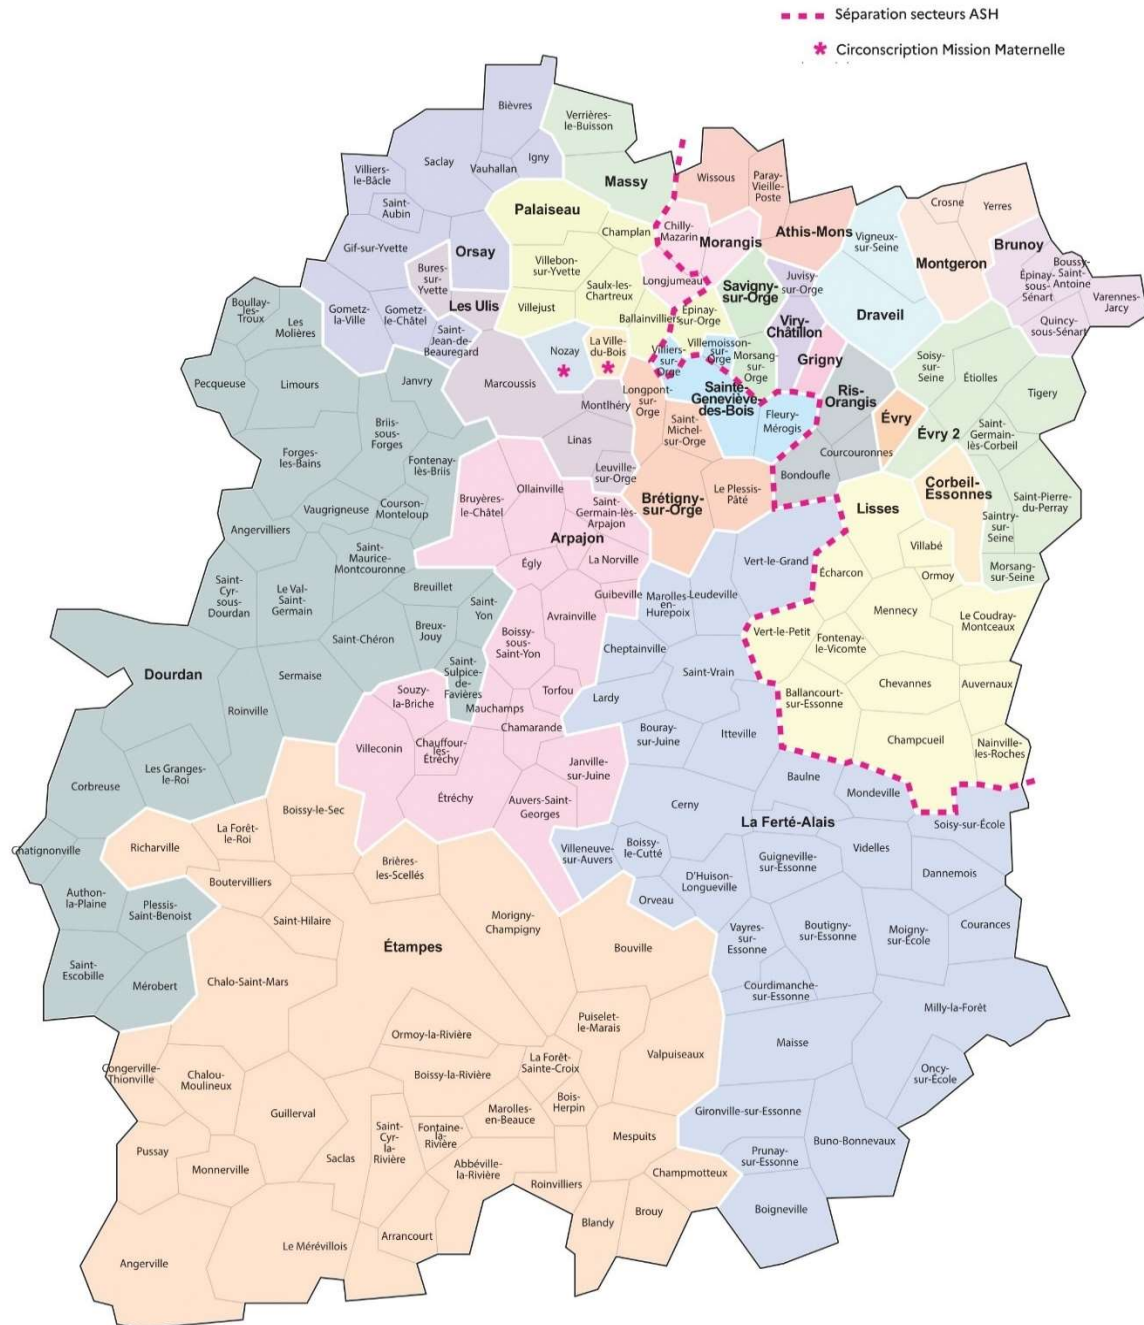 Séparation secteurs ASH
* Circonscription Mission Maternelle
Bièvres
Verrières-
le-Buisson
Saclay
Vauhallan
Igny
Villiers-
le-Bâcle
Saint-
Aubin
Massy
Wissous
Paray-
Vieille-
Poste
Crosne
Yerres
Palaiseau
Champlan
Chilly-
Mazarin
Morangis
Athis-Mons
Vigneux-
sur-Seine
Montgeron
Brunoy
Boussy-
Saint-
Antoine
Épinay-
sous-
Sénart
Varennes-
Jarcy
Quincy-
sous-Sénart
Gif-sur-Yvette
Orsay
Bures-
sur-
Yvette
Villebon-
sur-Yvette
Saulx-les-
Chartreux
Longjumeau
Savigny-
sur-Orge
Juvisy-
sur-Orge
Draveil
Les Ulis
Villejust
Ballainvilliers
Épinay-
sur-Orge
Viry-
Châtillon
Grigny
Boullay-
les-
Troux
Les
Molières
Gometz-
la-Ville
Gometz-
le-Châtel
Saint-
Jean-de-
Beauregard
Nozay
*
La Ville-
du-Bois
*
Villiers-
sur-
Orge
Villemoisson-
sur-
Orge
Morsang-
sur-
Orge
Soisy-
sur-
Seine
Étiolles
Tigery
Pecqueuse
Limours
Janvry
Marcoussis
Montlhéry
Longpont-
sur-
Orge
Sainte-
Geneviève-
des-Bois
Ris-
Orangis
Évry
Évry 2
Saint-
Germain-
lès-Corbeil
Forges-
les-Bains
Briis-
sous-
Forges
Fontenay-
lès-Briis
Linas
Leuville-
sur-Orge
Saint-
Michel-
sur-Orge
Fleury-
Mérogis
Courcouronnes
Bondoufle
Corbeil-
Essonnes
Saint-Pierre-
du-Perray
Saintry-
sur-
Seine
Morsang-
sur-Seine
Vaugrigneuse
Courson-
Monteloup
Bruyères-
le-Châtel
Ollainville
Saint-
Germain-lès-
Arpajon
Brétigny-
sur-Orge
Le Plessis-
Pâté
Lisses
Villabé
Angervilliers
Saint-
Maurice-
Montcouronne
Arpajon
La Norville
Égly
Guibeville
Vert-le-Grand
Écharcon
Ormoy
Saint-
Cyr-
sous-
Dourdan
Le Val-
Saint-
Germain
Breuillet
Saint-
Yon
Breux-
Jouy
Saint-Chéron
Avrainville
Boissy-
sous-
Saint-Yon
Marolles-
en-
Hurepoix
Leudeville
Mennecy
Le Coudray-
Montceaux
Vert-le-Petit
Fontenay-
le-Vicomte
Dourdan
Roinville
Sermaise
Saint-
Sulpice-
de-
Favières
Souzy-
la-Briche
Mauchamps
Torfou
Cheptainville
Saint-Vrain
Lardy
Ballancourt-
sur-Essonne
Chevannes
Auvernaux
Villeconin
Chauffour-
lès-
Étréchy
Chamarande
Bouray-
sur-Juine
Itteville
Champcueil
Nainville-
les-Roches
Corbreuse
Les Granges-
le-Roi
Étréchy
Janville-
sur-Juine
Auvers-Saint-
Georges
Baulne
Mondeville
Cerny
La Ferté-Alais
Soisy-sur-École
Chatignonville
Richarville
La Forêt-
le-Roi
Boissy-le-Sec
Brières-
les-Scellés
Villeneuve-
sur-Auvers
Boissy-
le-Cutté
D'Huison-
Longueville
Guigneville-
sur-Essonne
Videlles
Dannemois
Authon-
la-Plaine
Plessis-
Saint-Benoist
Boutervilliers
Saint-Hilaire
Orveau
Saint-
Escobille
Mérobert
Chalo-Saint-Mars
Étampes
Morigny-
Champigny
Bouville
Vayres-
sur-
Essonne
Boutigny-
sur-Essonne
Moigny-
sur-École
Courances
Courdimanche-
sur-Essonne
Milly-la-Forêt
Ormoy-la-Rivière
Puiselet-
le-Marais
Valpuiseaux
Maisse
Congerville-
Thionville
Chalou-
Moulineux
Boissy-la-Rivière
La Forêt-
Sainte-Croix
Bois-
Herpin
Oncy-
sur-École
Guillerval
Marolles-
en-Beauce
Gironville-sur-Essonne
Pussay
Monnerville
Saclas
Saint-
Cyr-
la-
Rivière
Fontaine-
la-
Rivière
Abbéville-
la-Rivière
Roinvilliers
Mespuits
Champmotteux
Prunay-
sur-Essonne
Buno-Bonnevaux
Boigneville
Blandy
Brouy
Angerville
Le Mérévillois
Arrancourt